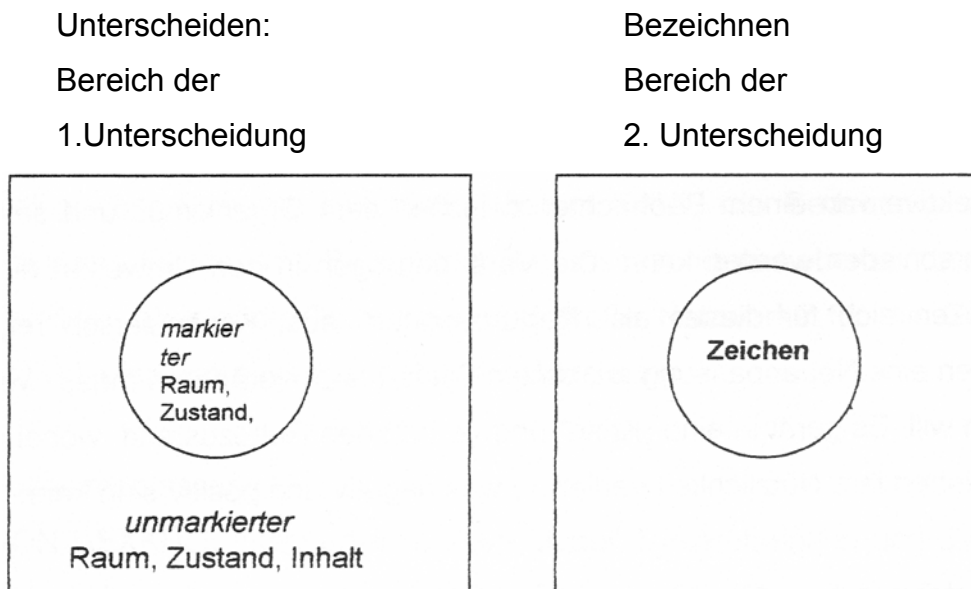 Unterscheiden:
Bereich der
1.Unterscheidung
Bezeichnen
Bereich der
2. Unterscheidung
markier
ter
Raum,
Zustand,
unmarkierter
Raum, Zustand, Inhalt
Zeichen